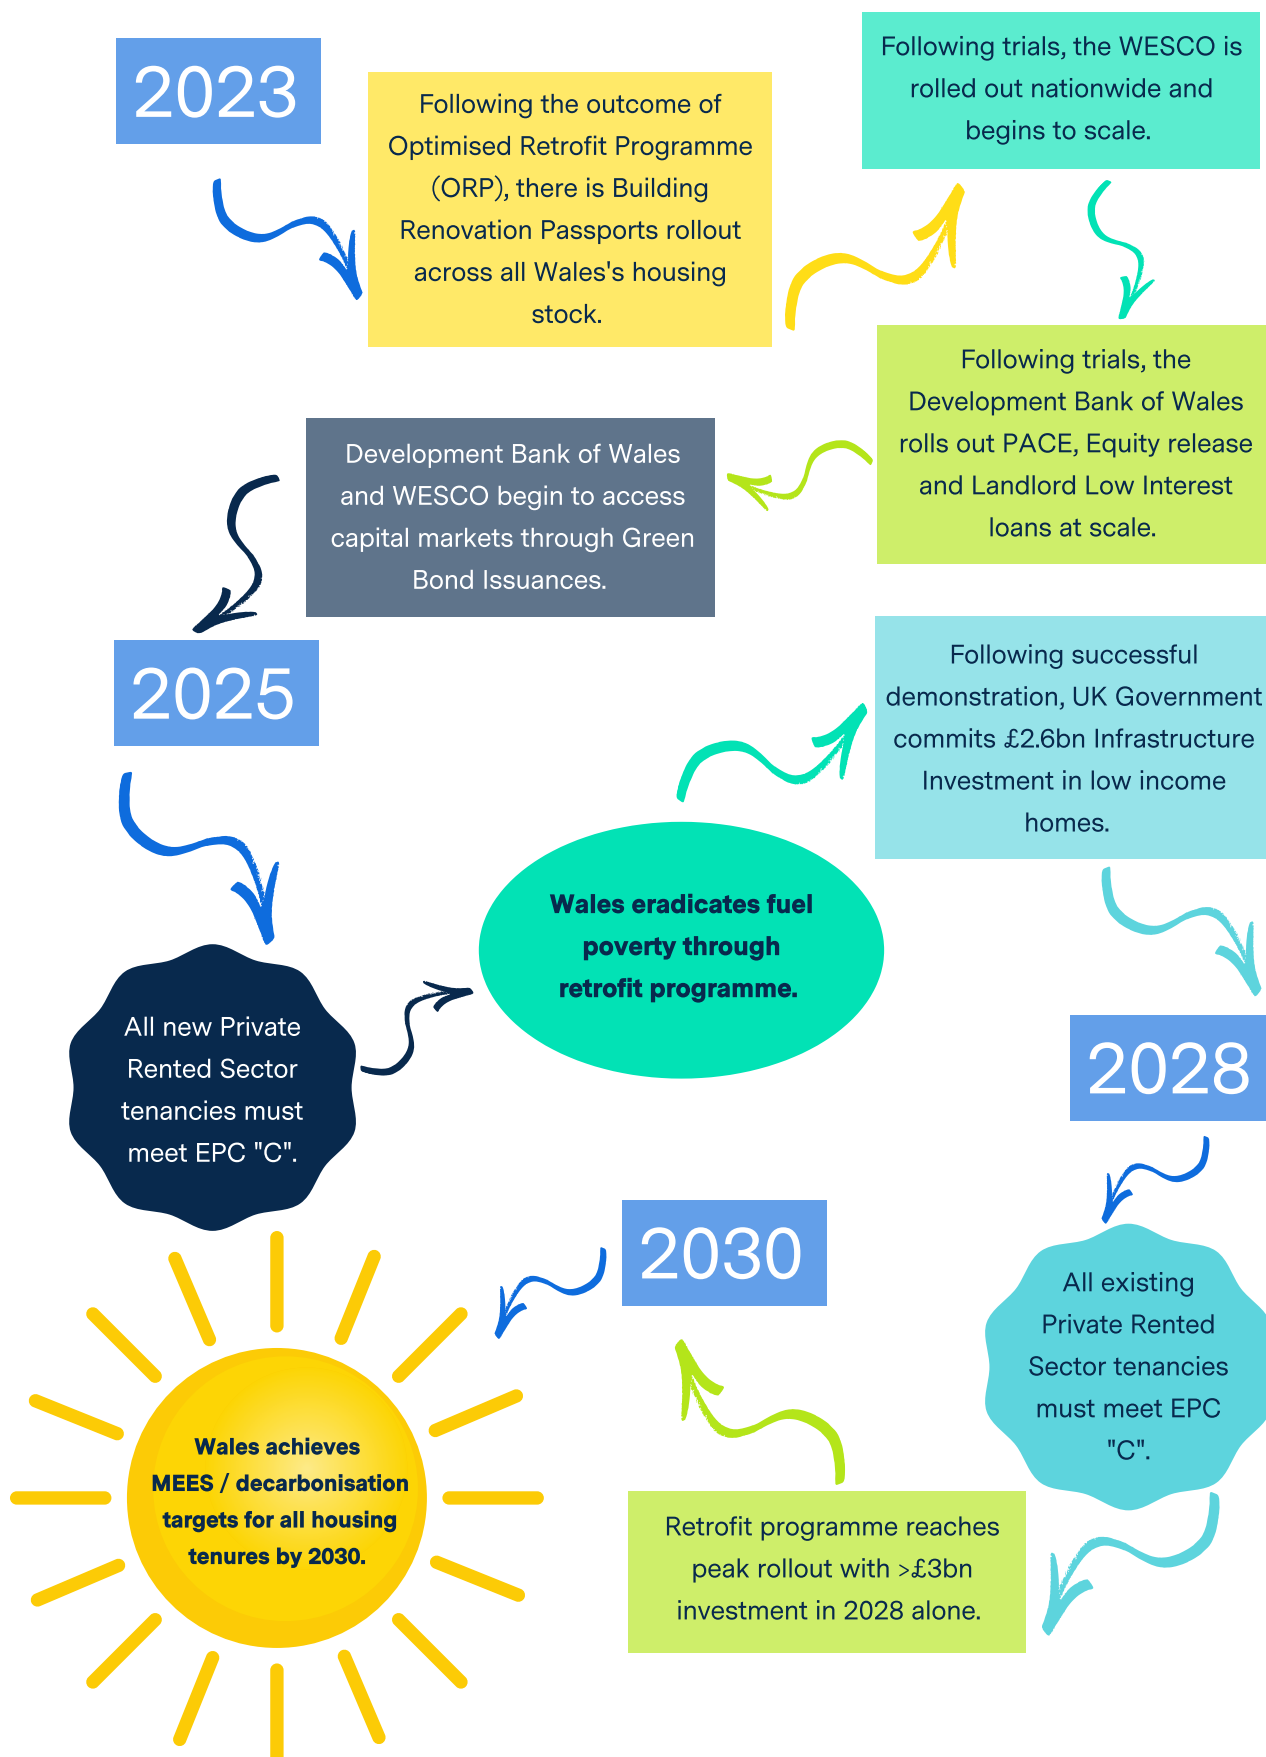 2023
Following the outcome of
Optimised Retrofit Programme
(ORP), there is Building
Renovation Passports rollout
across all Wales's housing
stock.
Following trials, the WESCO is
rolled out nationwide and
begins to scale.
Following trials, the
Development Bank of Wales
rolls out PACE, Equity release
and Landlord Low Interest
loans at scale.
Development Bank of Wales
and WESCO begin to access
capital markets through Green
Bond Issuances.
2025
All new Private
Rented Sector
tenancies must
meet EPC "C".
Wales eradicates fuel
poverty through
retrofit programme.
Following successful
demonstration, UK Government
commits £2.6bn Infrastructure
Investment in low income
homes.
2028
All existing
Private Rented
Sector tenancies
must meet EPC
"C".
Retrofit programme reaches
peak rollout with >£3bn
investment in 2028 alone.
2030
Wales achieves
MEES / decarbonisation
targets for all housing
tenures by 2030.